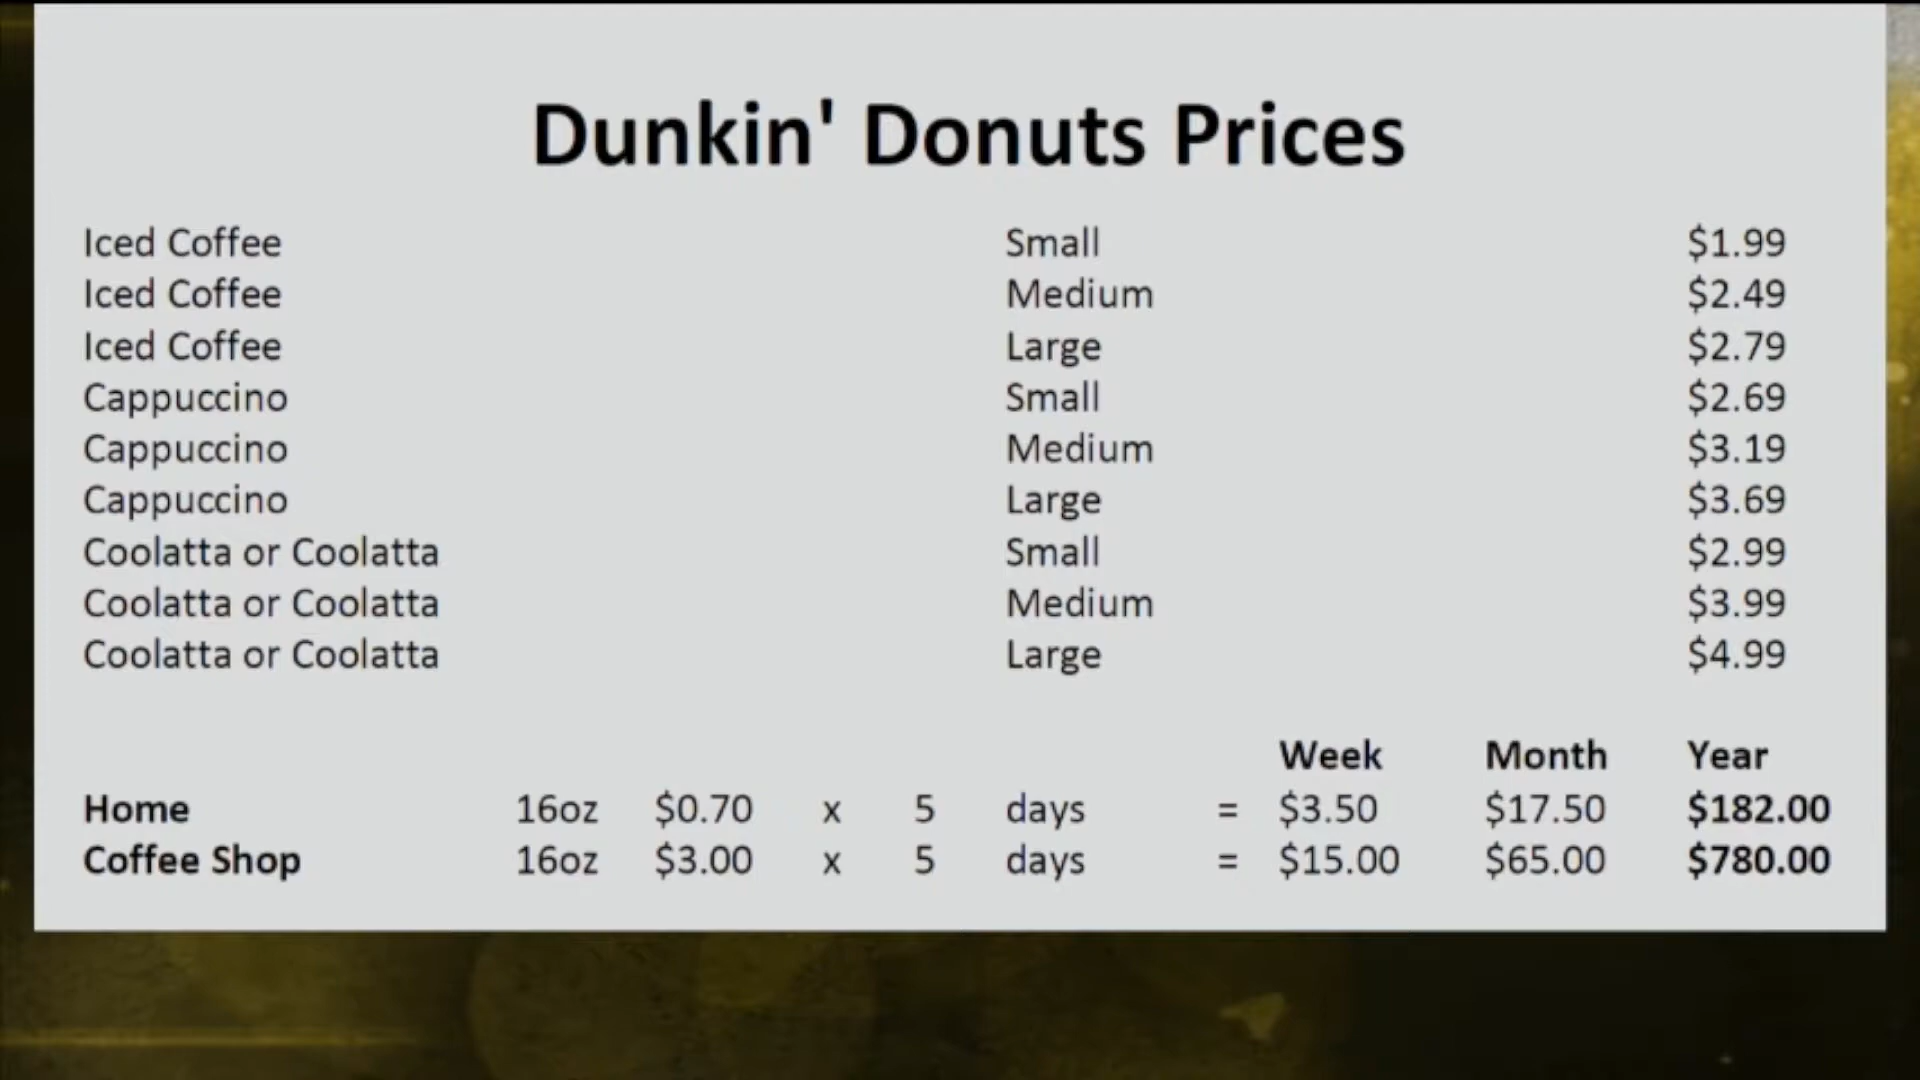 Dunkin' Donuts Prices
Iced Coffee Small $1.99
Iced Coffee Medium $2.49
Iced Coffee Large $2.79
Cappuccino Small $2.69
Cappuccino Medium $3.19
Cappuccino Large $3.69
Coolatta or Coolatta Small $2.99
Coolatta or Coolatta Medium $3.99
Coolatta or Coolatta Large $4.99
Week Month Year
Home 16oz $0.70 x 5 days = $3.50 $17.50 $182.00
Coffee Shop 16oz $3.00 x 5 days = $15.00 $65.00 $780.00